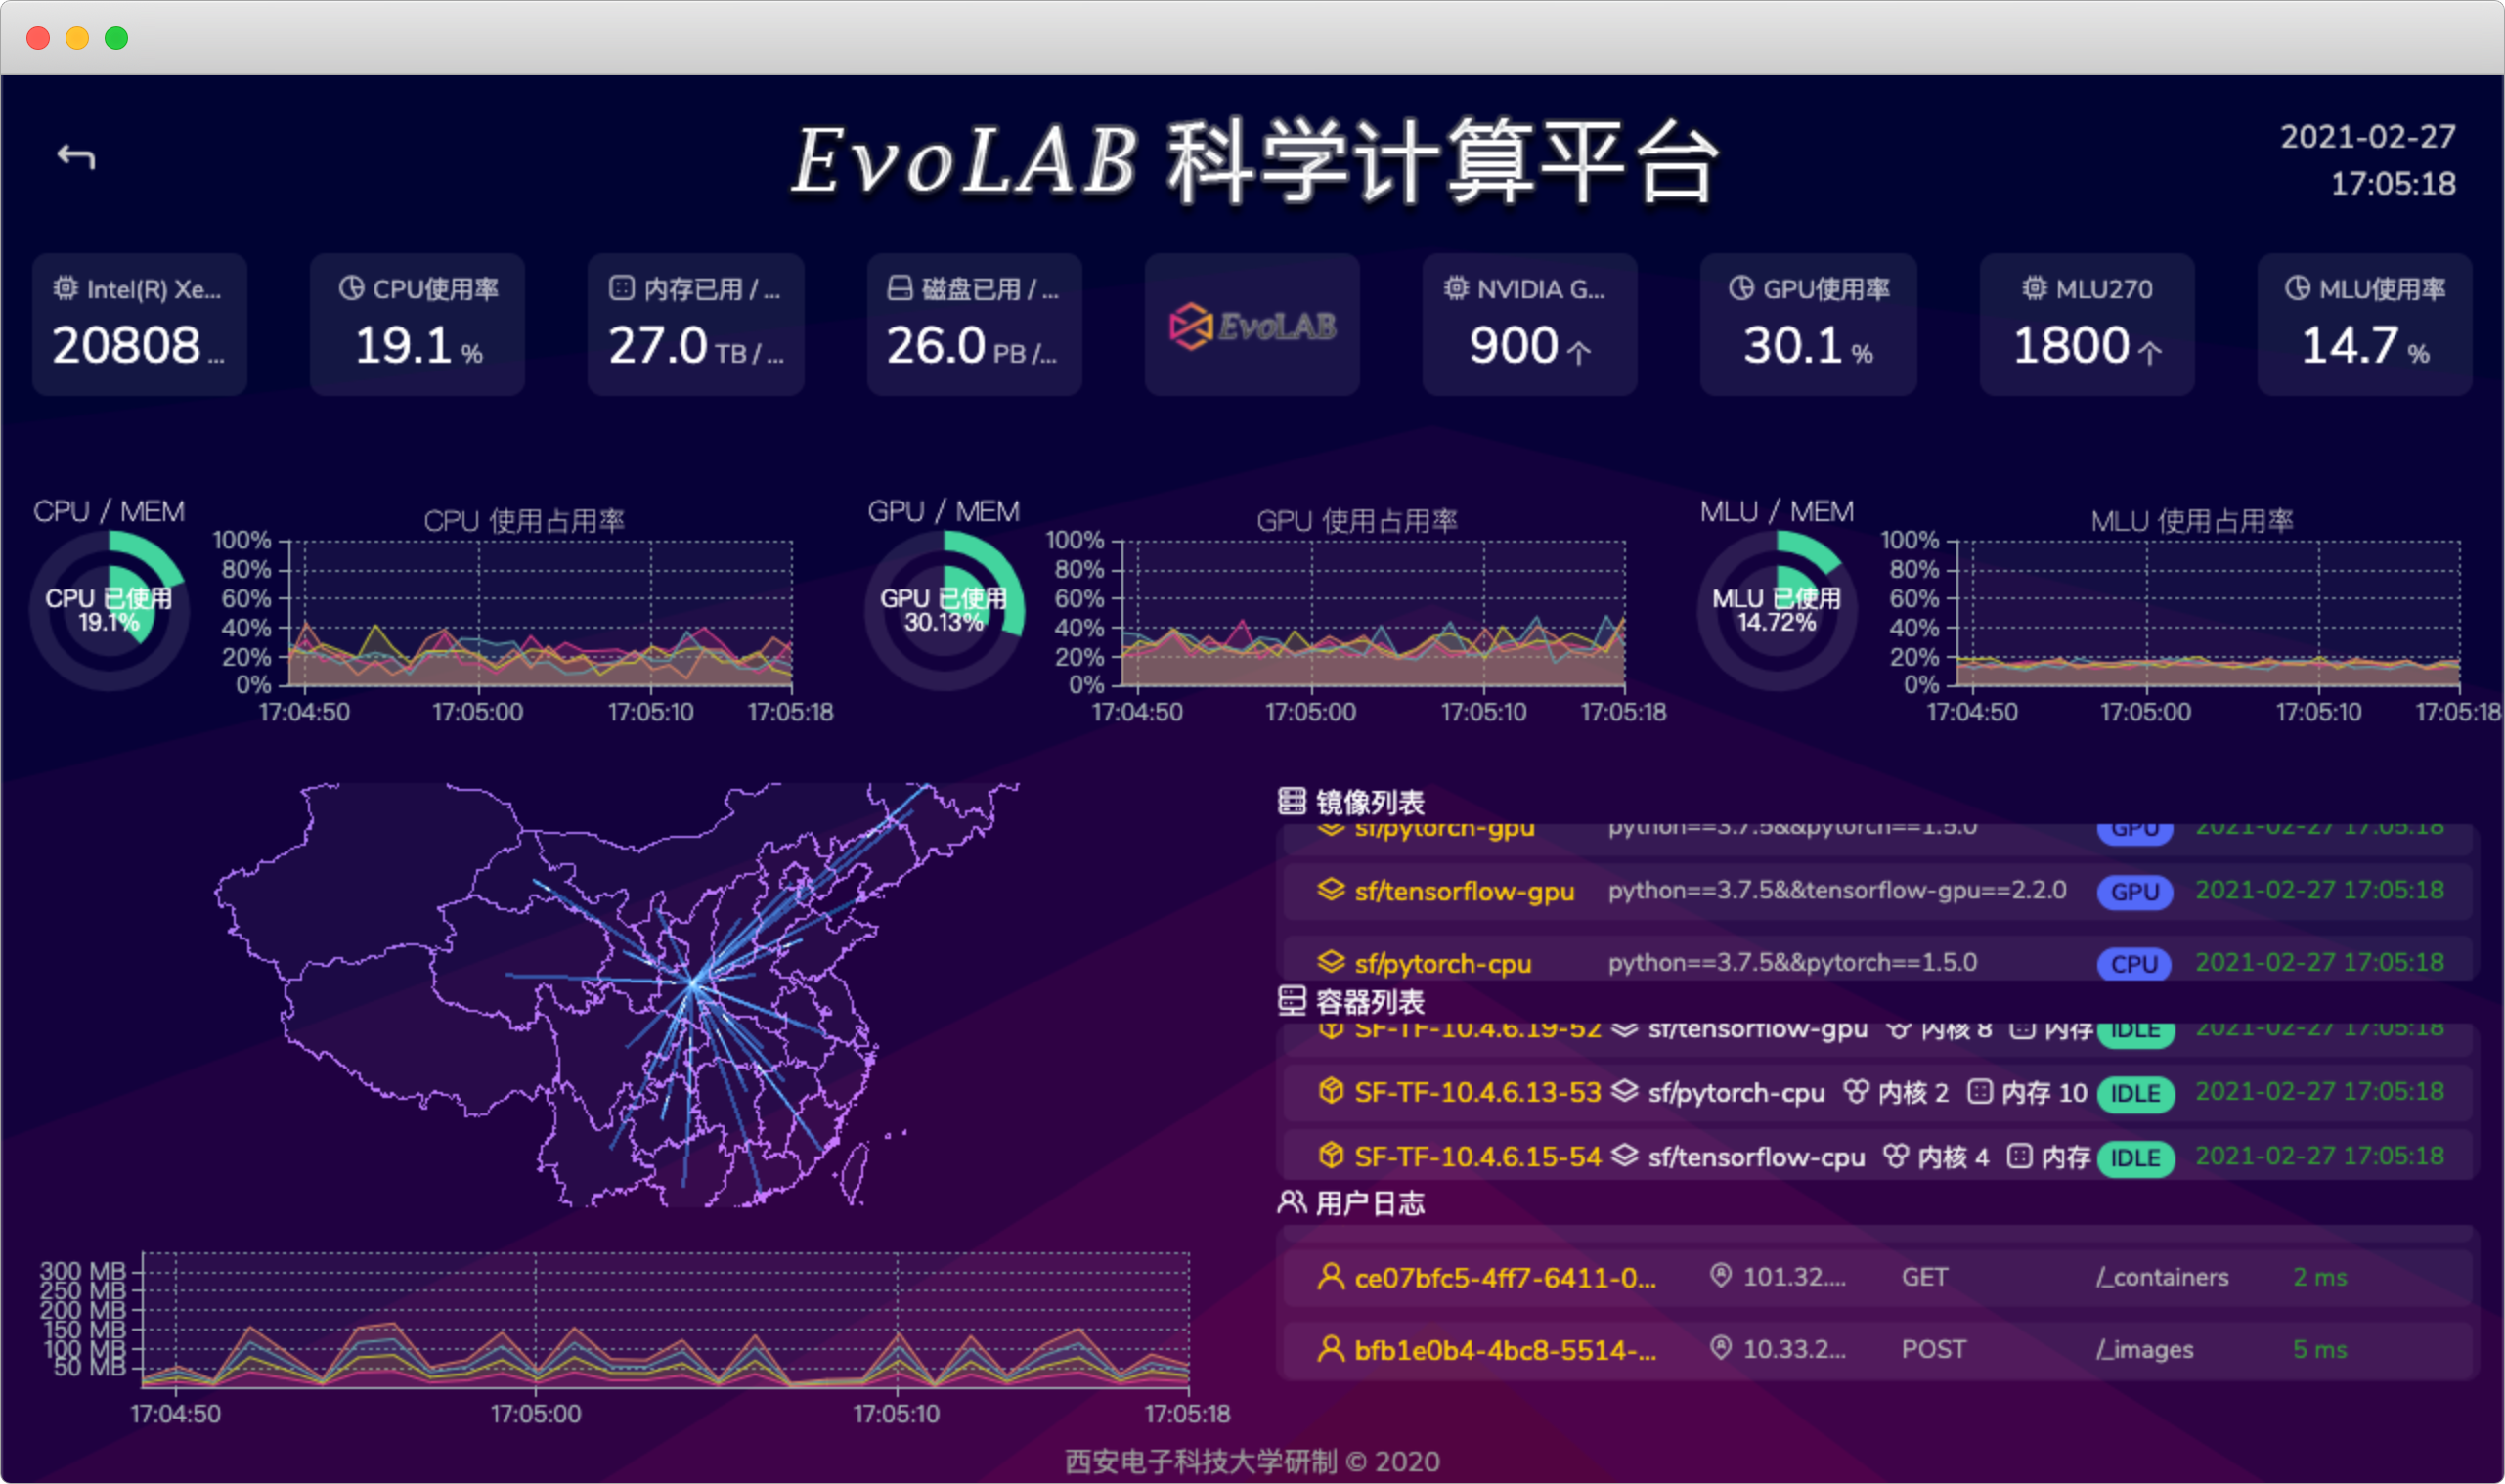 EvoLAB 科学计算平台
2021-02-27
17:05:18
Intel(R) Xe...
20808 ...
CPU使用率
19.1 %
内存已用 / ...
27.0 TB / ...
磁盘已用 / ...
26.0 PB /...
EvoLAB
NVIDIA G...
900 个
GPU使用率
30.1 %
MLU270
1800 个
MLU使用率
14.7 %
CPU / MEM
CPU 已使用
19.1%
CPU 使用占用率
100%
80%
60%
40%
20%
0%
17:04:50 17:05:00 17:05:10 17:05:18
GPU / MEM
GPU 已使用
30.13%
GPU 使用占用率
100%
80%
60%
40%
20%
0%
17:04:50 17:05:00 17:05:10 17:05:18
MLU / MEM
MLU 已使用
14.72%
MLU 使用占用率
100%
80%
60%
40%
20%
0%
17:04:50 17:05:00 17:05:10 17:05:18
300 MB
250 MB
200 MB
150 MB
100 MB
50 MB
17:04:50 17:05:00 17:05:10 17:05:18
镜像列表
sf/pytorch-gpu python==3.7.5&&pytorch==1.5.0 GPU 2021-02-27 17:05:18
sf/tensorflow-gpu python==3.7.5&&tensorflow-gpu==2.2.0 GPU 2021-02-27 17:05:18
sf/pytorch-cpu python==3.7.5&&pytorch==1.5.0 CPU 2021-02-27 17:05:18
容器列表
SF-TF-10.4.6.19-52 sf/tensorflow-gpu 内核 8 内存 IDLE 2021-02-27 17:05:18
SF-TF-10.4.6.13-53 sf/pytorch-cpu 内核 2 内存 10 IDLE 2021-02-27 17:05:18
SF-TF-10.4.6.15-54 sf/tensorflow-cpu 内核 4 内存 IDLE 2021-02-27 17:05:18
用户日志
ce07bfc5-4ff7-6411-0... 101.32.... GET /_containers 2 ms
bfb1e0b4-4bc8-5514-... 10.33.2... POST /_images 5 ms
西安电子科技大学研制 © 2020